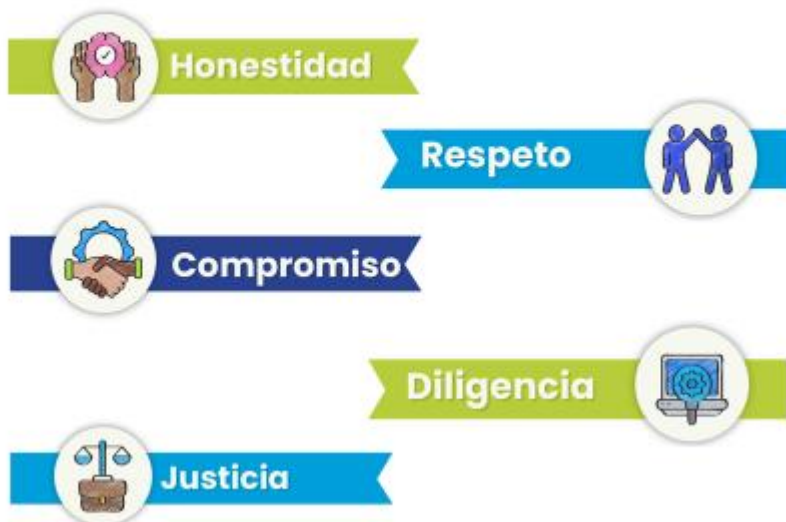 Honestidad
Respeto
Compromiso
Diligencia
Justicia